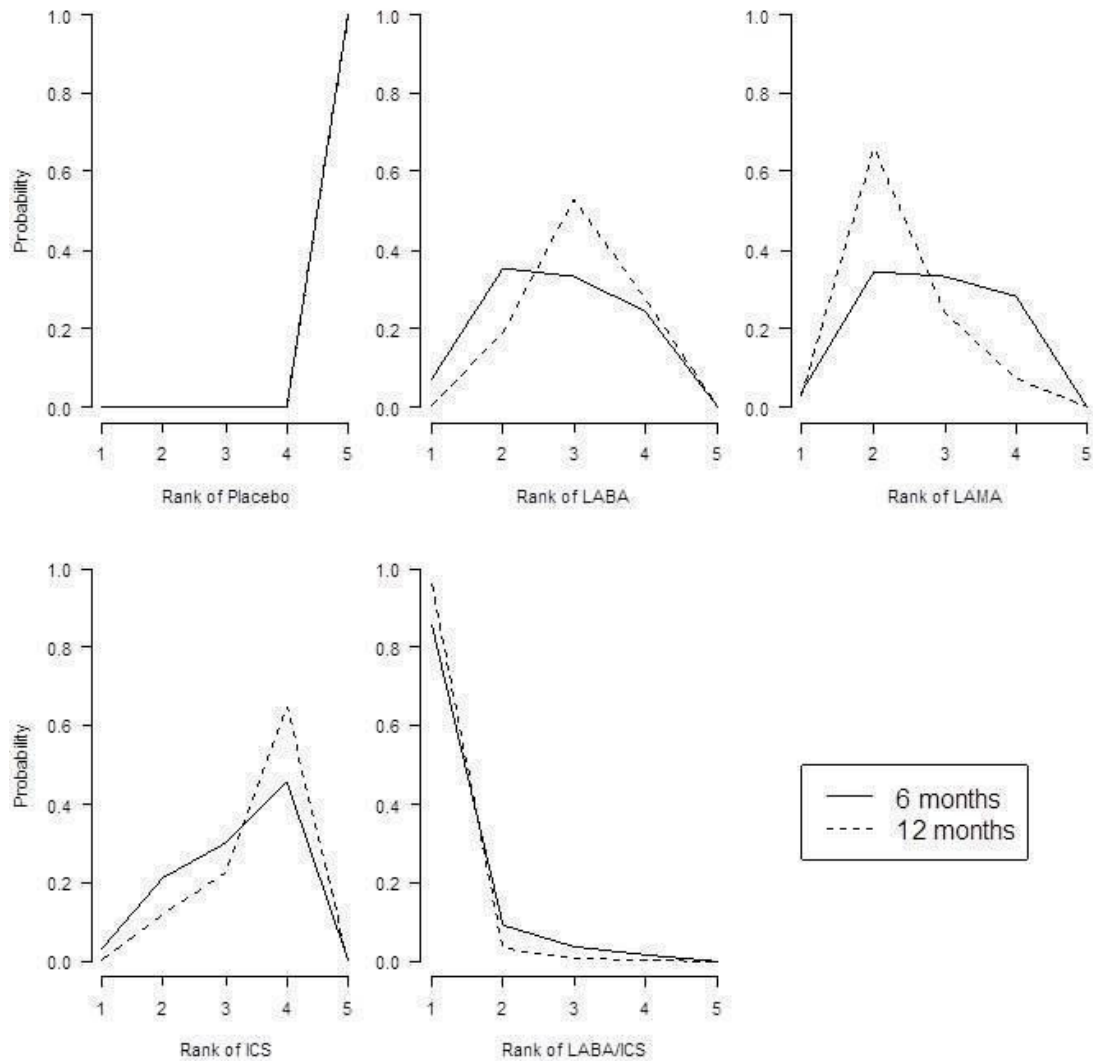 1.0
0.8
0.6
0.4
0.2
0.0
Probability
1 2 3 4 5
Rank of Placebo
1.0
0.8
0.6
0.4
0.2
0.0
1 2 3 4 5
Rank of LABA
1.0
0.8
0.6
0.4
0.2
0.0
1 2 3 4 5
Rank of LAMA
1.0
0.8
0.6
0.4
0.2
0.0
Probability
1 2 3 4 5
Rank of ICS
1.0
0.8
0.6
0.4
0.2
0.0
1 2 3 4 5
Rank of LABA/ICS
6 months
12 months